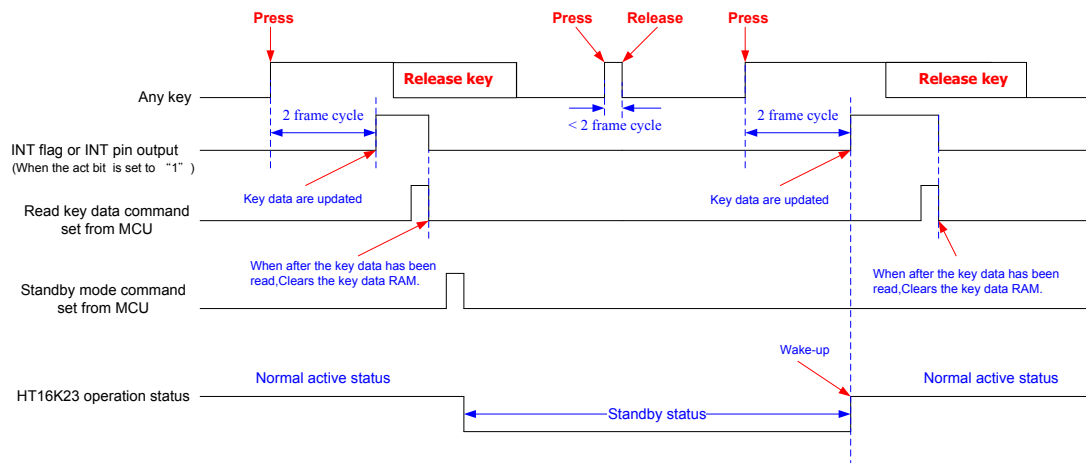 Press
Press
Release
Press
Release key
Release key
Any key
2 frame cycle
< 2 frame cycle
2 frame cycle
INT flag or INT pin output
(When the act bit is set to “1” )
Key data are updated
Key data are updated
Read key data command
set from MCU
When after the key data has been
read,Clears the key data RAM.
When after the key data has been
read,Clears the key data RAM.
Standby mode command
set from MCU
Wake-up
Normal active status
Normal active status
HT16K23 operation status
Standby status